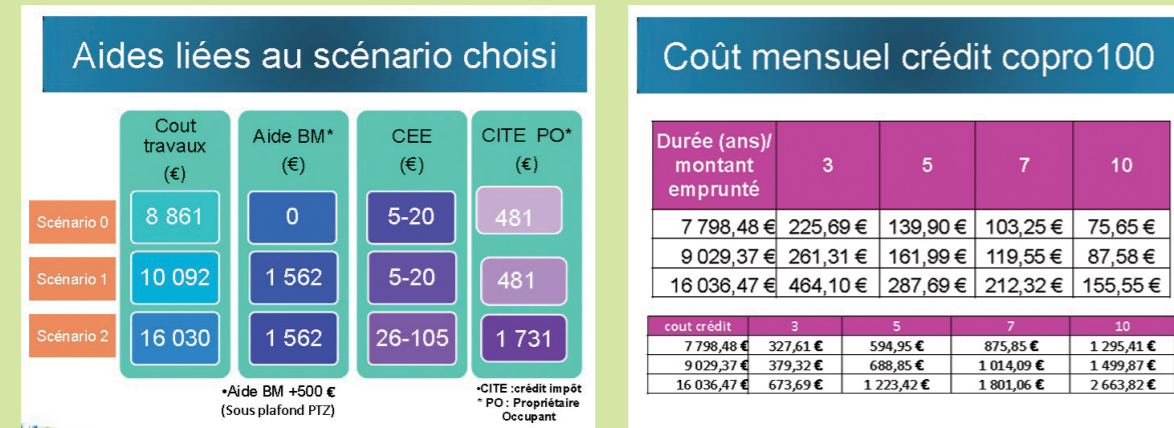 Aides liées au scénario choisi
Cout
travaux
(€)
Aide BM*
(€)
CEE
(€)
CITE PO*
(€)
Scénario 0
8 861
0
5-20
481
Scénario 1
10 092
1 562
5-20
481
Scénario 2
16 030
1 562
26-105
1 731
•Aide BM +500 €
(Sous plafond PTZ)
•CITE :crédit impôt
* PO : Propriétaire
Occupant
Coût mensuel crédit copro100
Durée (ans)/
montant
emprunté
3 5 7 10
7 798,48 € 225,69 € 139,90 € 103,25 € 75,65 €
9 029,37 € 261,31 € 161,99 € 119,55 € 87,58 €
16 036,47 € 464,10 € 287,69 € 212,32 € 155,55 €
cout crédit 3 5 7 10
7 798,48 € 327,61 € 594,95 € 875,85 € 1 295,41 €
9 029,37 € 379,32 € 688,85 € 1 014,09 € 1 499,87 €
16 036,47 € 673,69 € 1 223,42 € 1 801,06 € 2 663,82 €